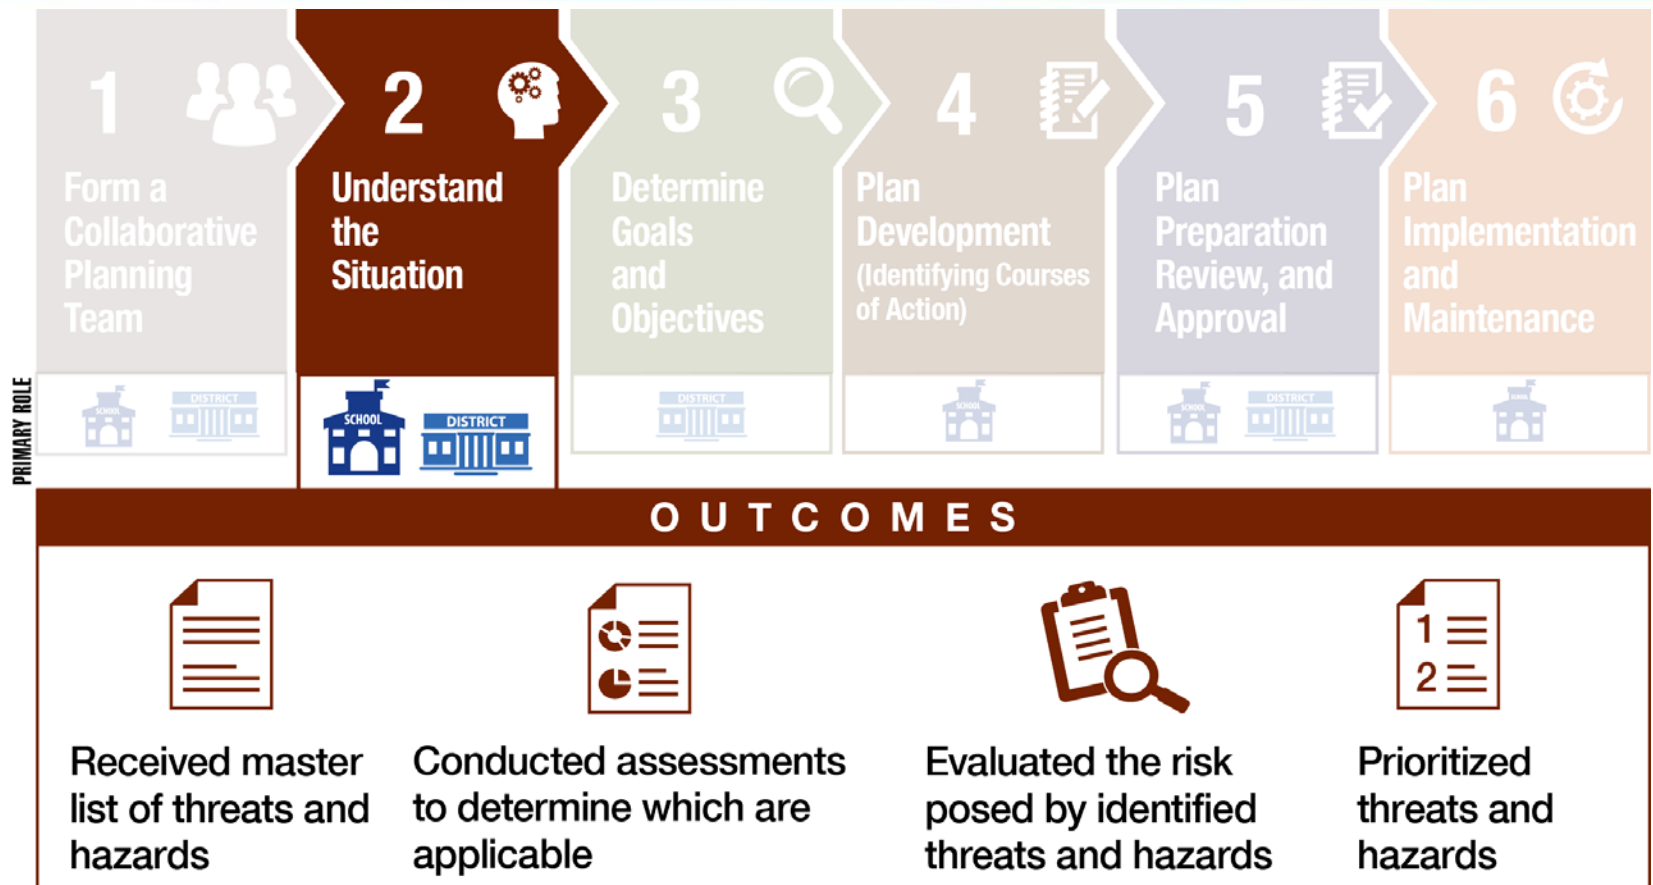 1
Form a
Collaborative
Planning
Team
2
Understand
the
Situation
3
Determine
Goals
and
Objectives
4
Plan
Development
(Identifying Courses
of Action)
5
Plan
Preparation
Review, and
Approval
6
Plan
Implementation
and
Maintenance
PRIMARY ROLE
SCHOOL
DISTRICT
SCHOOL
DISTRICT
DISTRICT
SCHOOL
SCHOOL
DISTRICT
SCHOOL
OUTCOMES
Received master
list of threats and
hazards
Conducted assessments
to determine which are
applicable
Evaluated the risk
posed by identified
threats and hazards
1
2
Prioritized
threats and
hazards